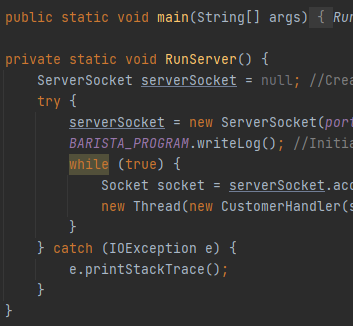 public static void main(String[] args) { Run
private static void RunServer() {
ServerSocket serverSocket = null; //Crea
try {
serverSocket = new ServerSocket(port
BARISTA_PROGRAM.writeLog(); //Initia
while (true) {
Socket socket = serverSocket.acc
new Thread(new CustomerHandler(s
}
} catch (IOException e) {
e.printStackTrace();
}
}